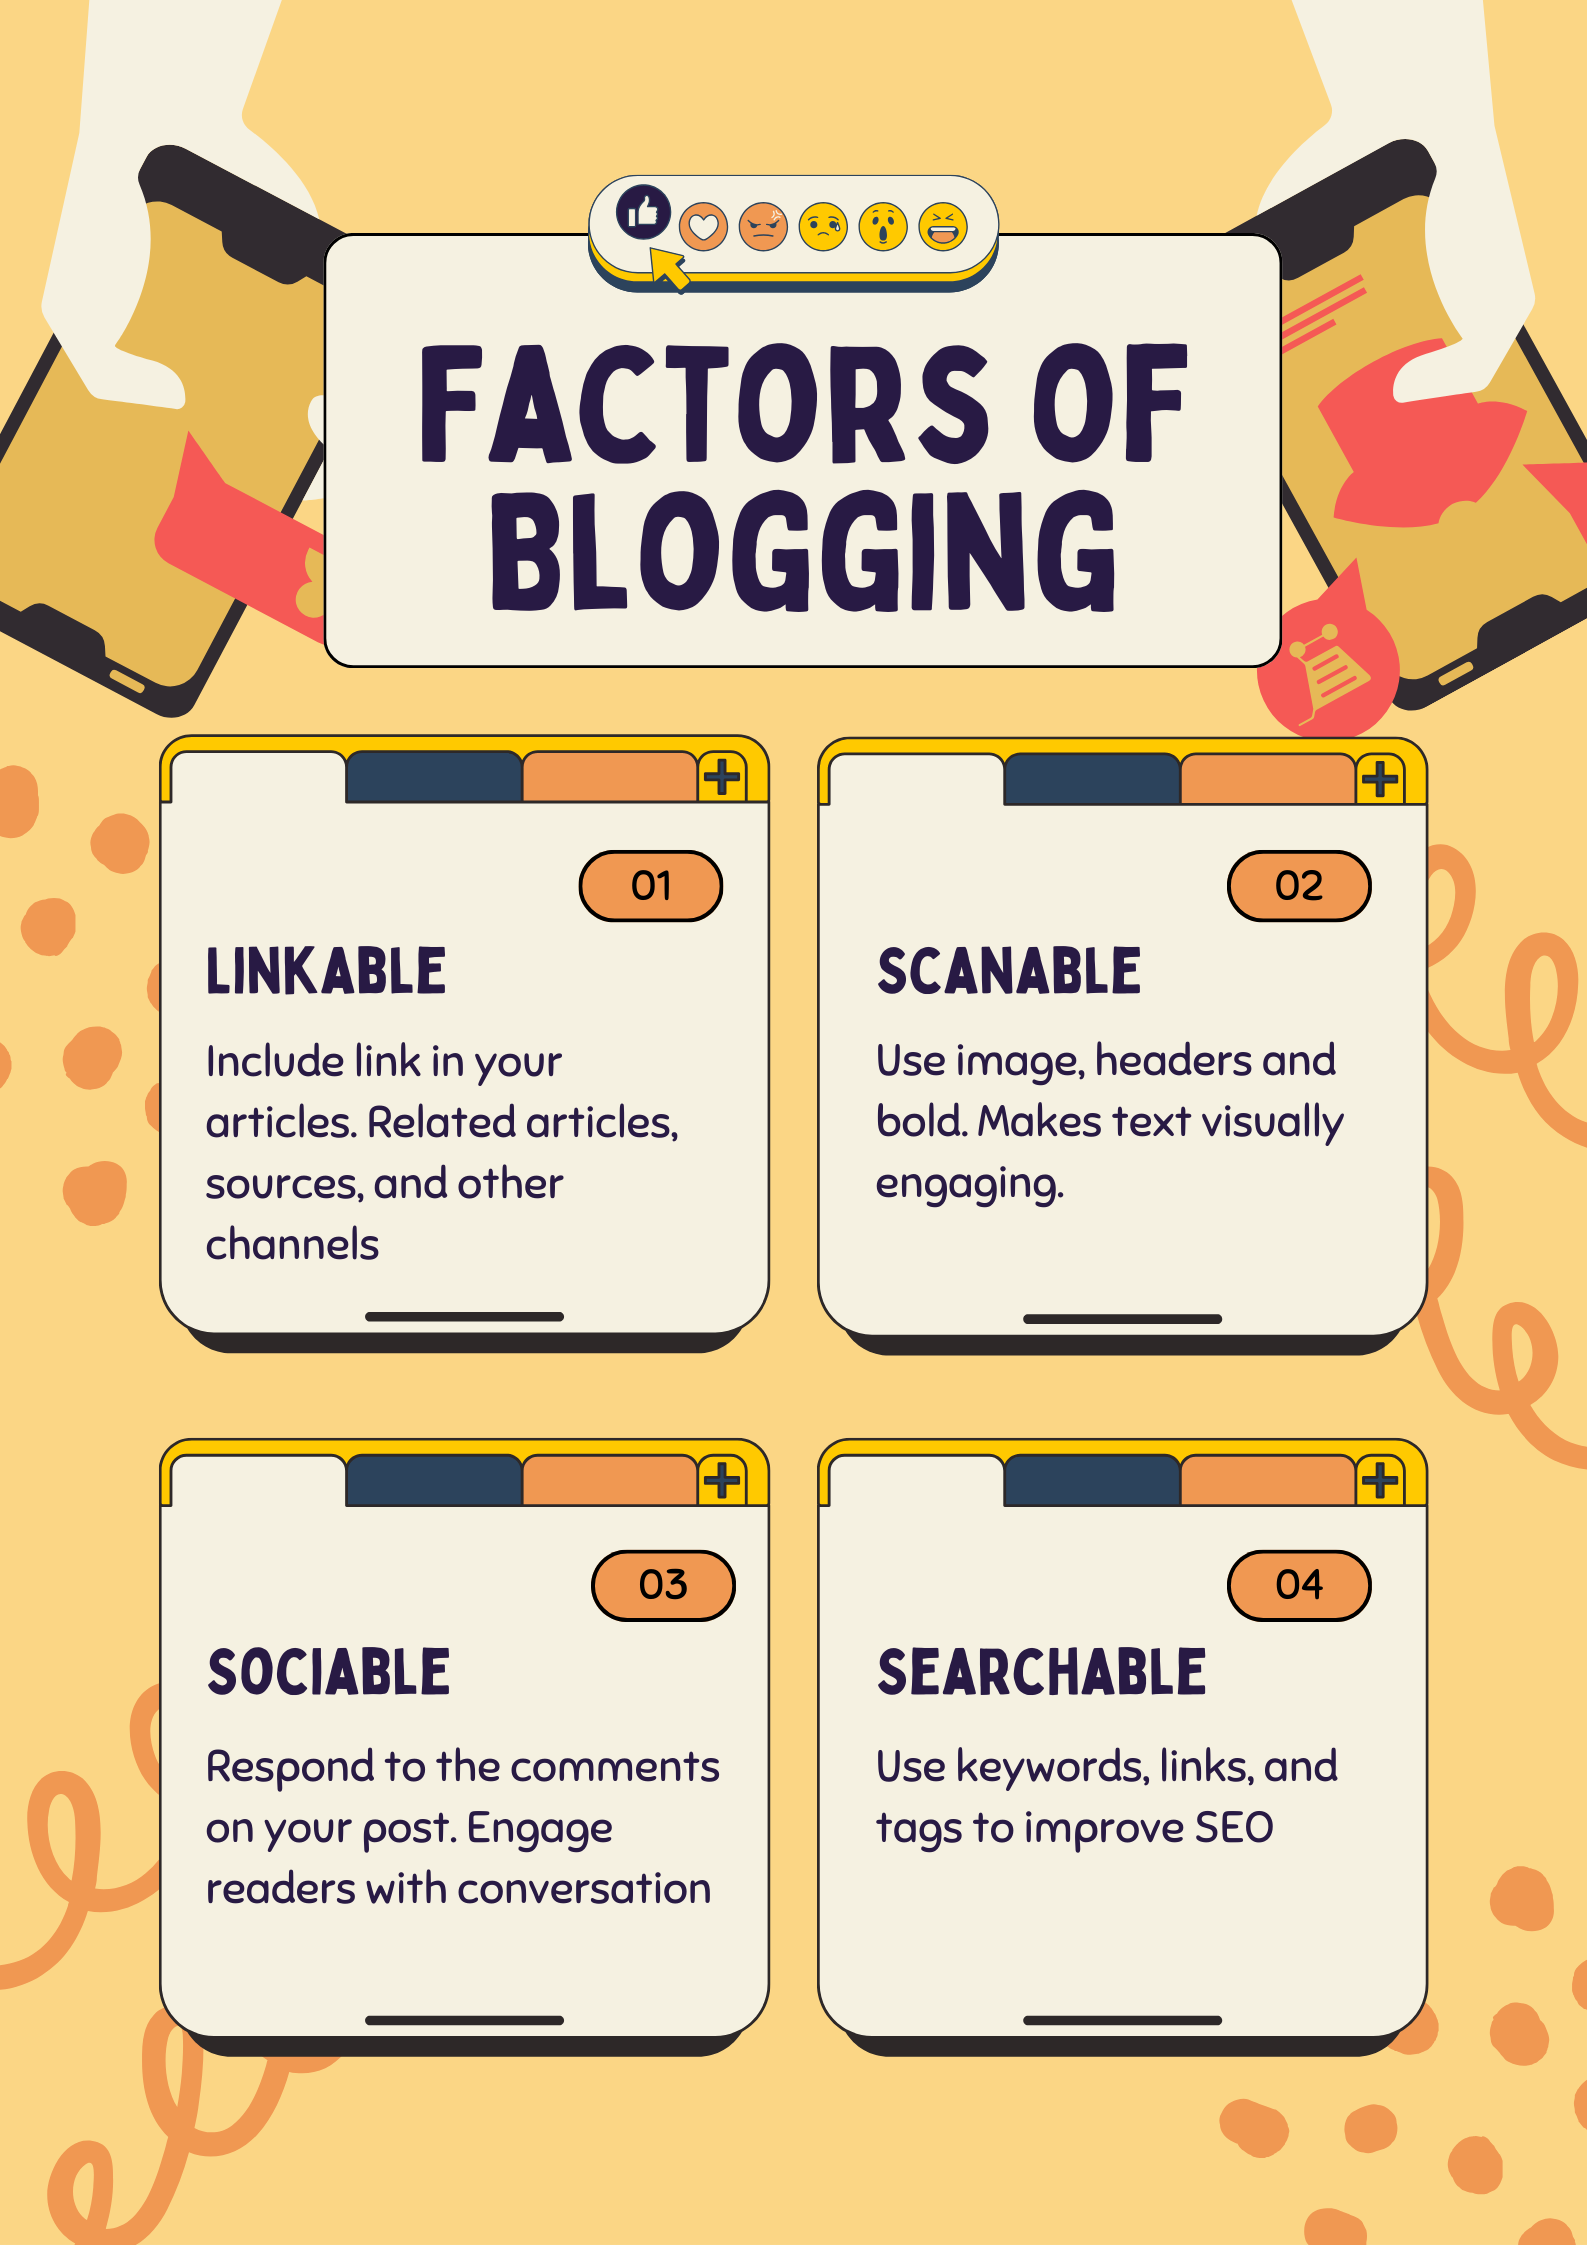 FACTORS OF
BLOGGING
01
LINKABLE
Include link in your
articles. Related articles,
sources, and other
channels
02
SCANABLE
Use image, headers and
bold. Makes text visually
engaging.
03
SOCIABLE
Respond to the comments
on your post. Engage
readers with conversation
04
SEARCHABLE
Use keywords, links, and
tags to improve SEO